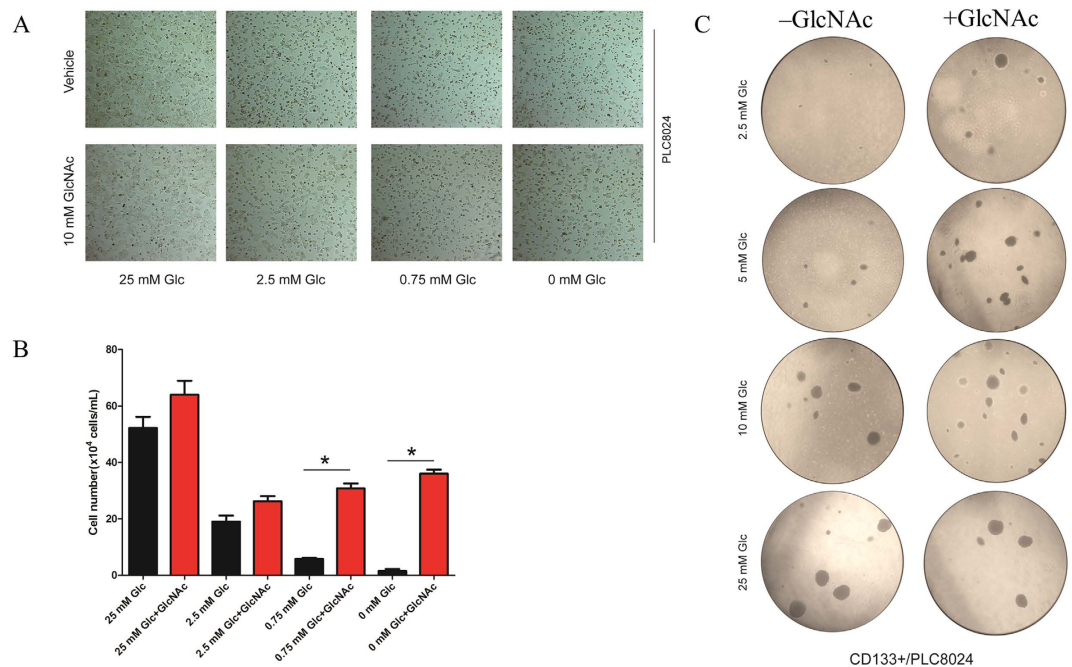 A
Vehicle
10 mM GlcNAc
25 mM Glc
2.5 mM Glc
0.75 mM Glc
0 mM Glc
PLC8024
B
Cell number(x10⁴ cells/mL)
80
60
40
20
0
*
*
25 mM Glc
25 mM Glc+GlcNAc
2.5 mM Glc
2.5 mM Glc+GlcNAc
0.75 mM Glc
0.75 mM Glc+GlcNAc
0 mM Glc
0 mM Glc+GlcNAc
C
–GlcNAc
+GlcNAc
2.5 mM Glc
5 mM Glc
10 mM Glc
25 mM Glc
CD133+/PLC8024